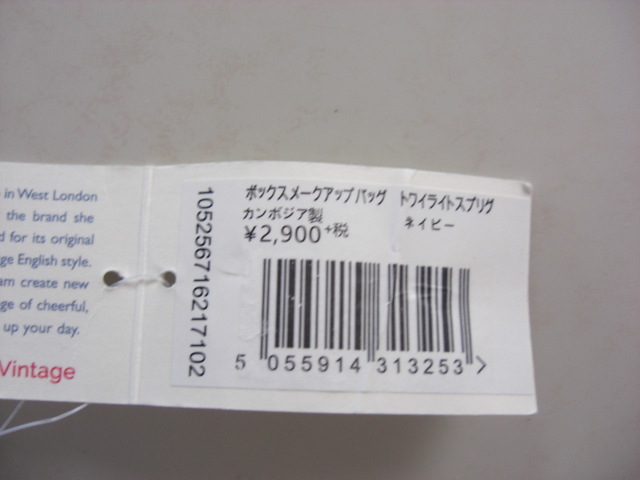 in West London
the brand she
d for its original
ge English style.
am create new
ge of cheerful,
up your day.
Vintage
105256716217102
ボックスメークアップバッグ トワイライトスプリグ
カンボジア製 ネイビー
¥2,900+税
5 055914 313253 >